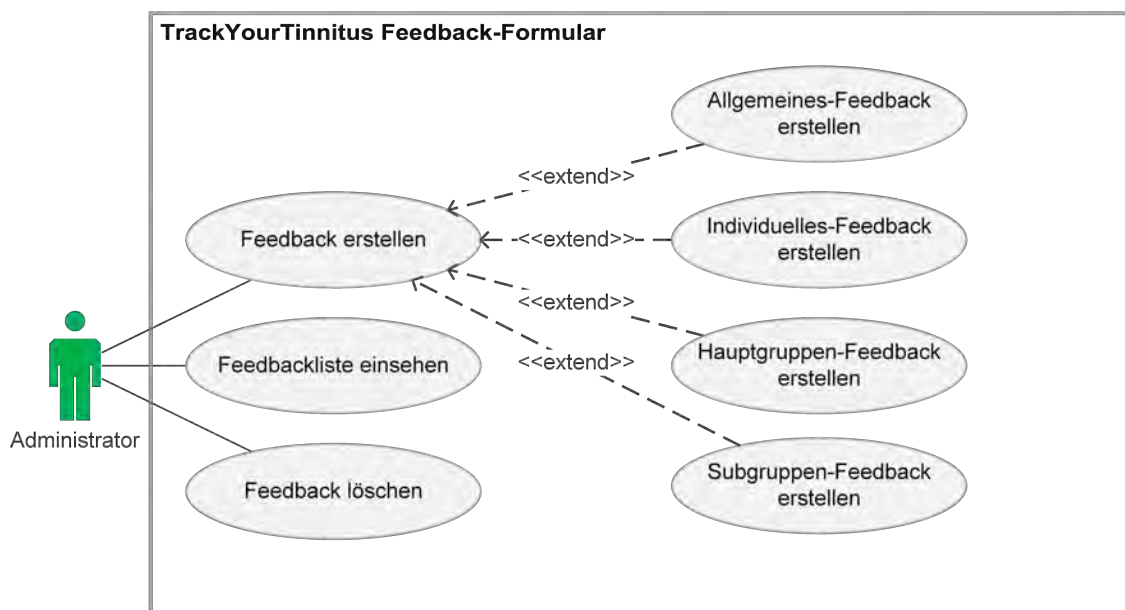 TrackYourTinnitus Feedback-Formular
Allgemeines-Feedback
erstellen
<<extend>>
Feedback erstellen
<<extend>>
Individuelles-Feedback
erstellen
<<extend>>
Feedbackliste einsehen
<<extend>>
Hauptgruppen-Feedback
erstellen
Administrator
Feedback löschen
Subgruppen-Feedback
erstellen